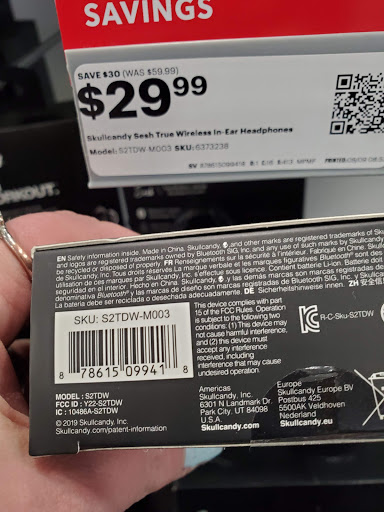 SAVINGS
SAVE $30 (WAS $59.99)
$29.99
Skullcandy Sesh True Wireless In-Ear Headphones
Model: S2TDW-M003 SKU: 6373238
ORKOUT.
EN Safety information inside. Made in China. Skullcandy, and other marks are registered trademarks of
and logos are registered trademarks owned by Bluetooth SIG, Inc. and any use of such marks by Skullcandy
be recycled or disposed of properly. FR Renseignements sur la sécurité à l'intérieur. Fabriqué en Chine.
de Skullcandy, Inc. Tous droits réservés La marque verbale et les marques figuratives Bluetooth® sont des
utilisation de ces marques par Skullcandy, Inc. s'effectue sous licence. Contient batterie Li-ion. Batterie doit
seguridad en el interior. Hecho en China. Skullcandy, y las demás marcas son marcas registradas de
denominativa Bluetooth® y las marcas de diseño son marcas registradas de
La batería debe ser reciclada o desechada adecuadamente. DE Sicherheitshinweise innen. ZH 安全信
SKU: S2TDW-M003
8 78615 09941 8
This device complies with part
15 of the FCC Rules. Operation
is subject to the following two
conditions: (1) This device may
not cause harmful interference,
and (2) this device must
accept any interference
received, including
interference that may cause
undesired operation.
R-C-Sku-S2TDW
MODEL : S2TDW
FCC ID : Y22-S2TDW
IC : 10486A-S2TDW
© 2019 Skullcandy, Inc.
Skullcandy.com/patent-information
Americas
Skullcandy, Inc.
6301 N Landmark Dr.
Park City, UT 84098
U.S.A.
Skullcandy.com
Europe
Skullcandy Europe BV
Postbus 425
5500AK Veldhoven
Nederland
Skullcandy.eu